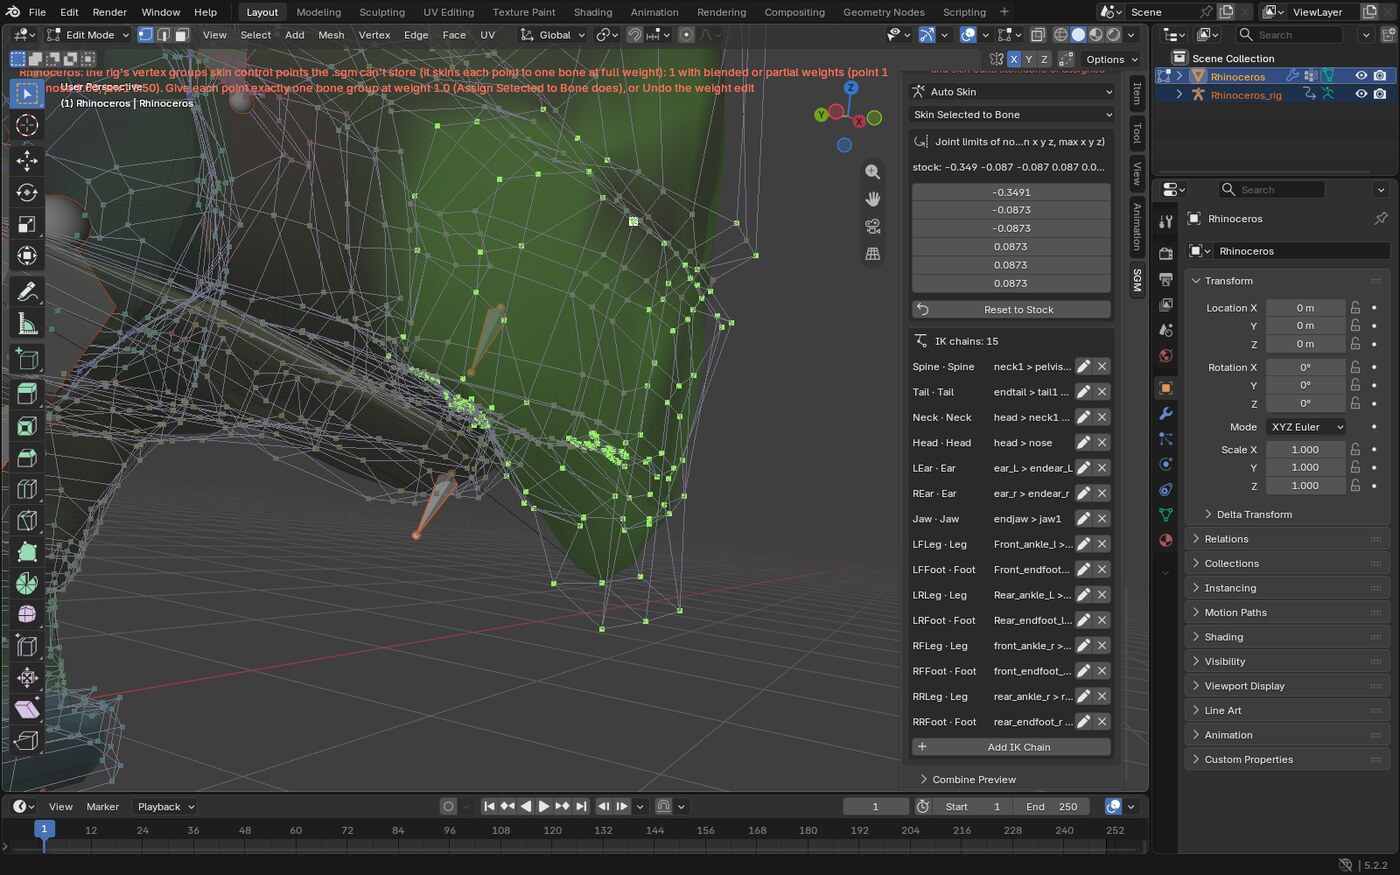 File Edit Render Window Help Layout Modeling Sculpting UV Editing Texture Paint Shading Animation Rendering Compositing Geometry Nodes Scripting Scene ViewLayer
Edit Mode View Select Add Mesh Vertex Edge Face UV Global
Search
X Y Z Options
Rhinoceros: the rig's vertex groups skin control points the .sgm can't store (it skins each point to one bone at full weight): 1 with blended or partial weights (point 1
0.50). Give each point exactly one bone group at weight 1.0 (Assign Selected to Bone does), or Undo the weight edit
User Perspective
(1) Rhinoceros | Rhinoceros
Z
Y
X
Auto Skin
Skin Selected to Bone
Joint limits of no...n x y z, max x y z)
stock: -0.349 -0.087 -0.087 0.087 0.0...
-0.3491
-0.0873
-0.0873
0.0873
0.0873
0.0873
Reset to Stock
IK chains: 15
Spine · Spine neck1 > pelvis...
Tail · Tail endtail > tail1 ...
Neck · Neck head > neck1 ...
Head · Head head > nose
LEar · Ear ear_L > endear_L
REar · Ear ear_r > endear_r
Jaw · Jaw endjaw > jaw1
LFLeg · Leg Front_ankle_l >...
LFFoot · Foot Front_endfoot...
LRLeg · Leg Rear_ankle_L >...
LRFoot · Foot Rear_endfoot_l...
RFLeg · Leg front_ankle_r >...
RFFoot · Foot front_endfoot_...
RRLeg · Leg rear_ankle_r > r...
RRFoot · Foot rear_endfoot_r ...
Add IK Chain
Combine Preview
Item
Tool
View
Animation
SGM
Scene Collection
Rhinoceros
Rhinoceros_rig
Search
Rhinoceros
Rhinoceros
Transform
Location X 0 m
Y 0 m
Z 0 m
Rotation X 0°
Y 0°
Z 0°
Mode XYZ Euler
Scale X 1.000
Y 1.000
Z 1.000
Delta Transform
Relations
Collections
Instancing
Motion Paths
Shading
Visibility
Viewport Display
Line Art
Animation
Custom Properties
View Marker Playback 1 Start 1 End 250
1 12 24 36 48 60 72 84 96 108 120 132 144 156 168 180 192 204 216 228 240 252
5.2.2